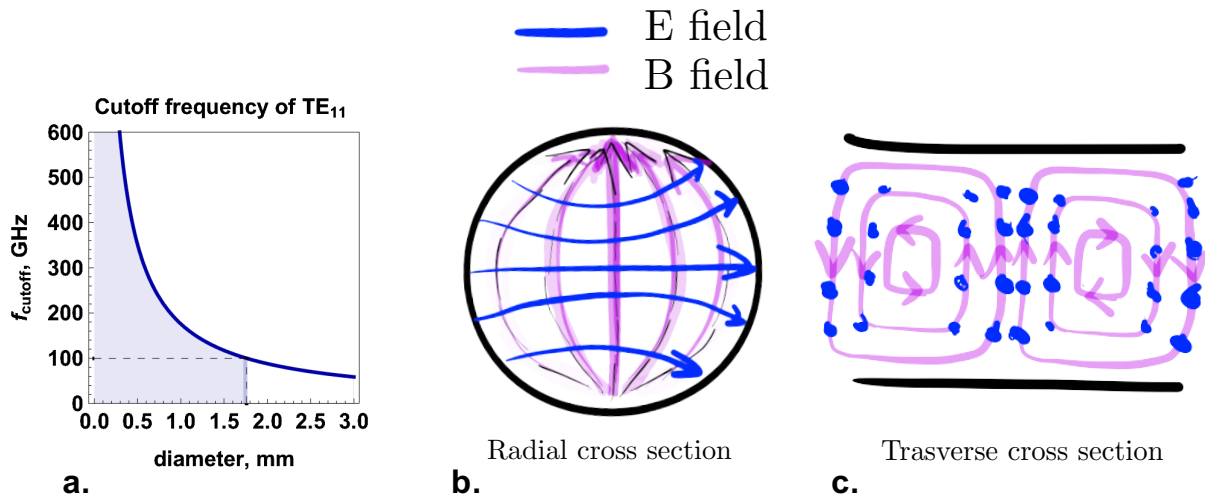 E field
B field
Cutoff frequency of TE11
600
500
400
300
200
100
0
fcutoff, GHz
0.0 0.5 1.0 1.5 2.0 2.5 3.0
diameter, mm
Radial cross section
Trasverse cross section
a.
b.
c.